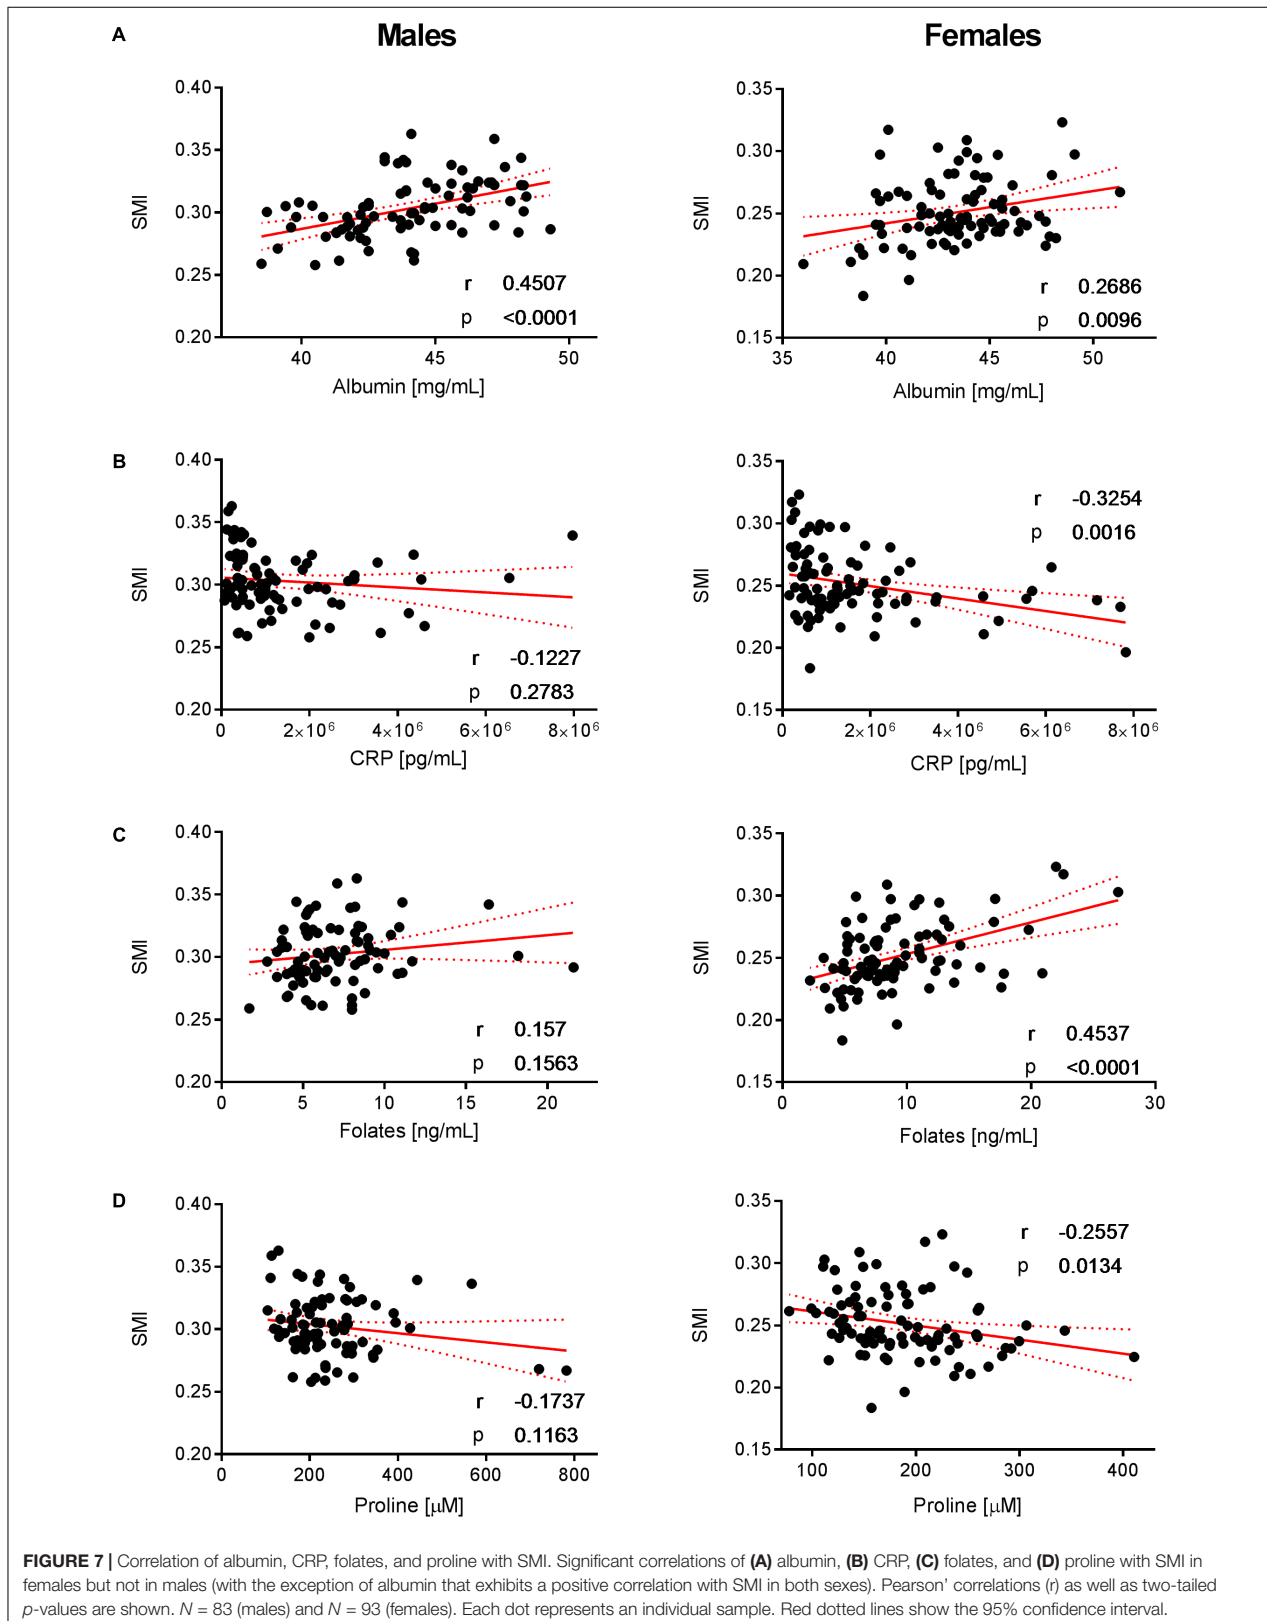 A
Males
Females
0.40
0.35
0.30
0.25
0.20
SMI
40
45
50
Albumin [mg/mL]
r 0.4507
p <0.0001
0.35
0.30
0.25
0.20
0.15
SMI
35
40
45
50
Albumin [mg/mL]
r 0.2686
p 0.0096
B
0.40
0.35
0.30
0.25
0.20
SMI
0
2×10⁶
4×10⁶
6×10⁶
8×10⁶
CRP [pg/mL]
r -0.1227
p 0.2783
0.35
0.30
0.25
0.20
0.15
SMI
0
2×10⁶
4×10⁶
6×10⁶
8×10⁶
CRP [pg/mL]
r -0.3254
p 0.0016
C
0.40
0.35
0.30
0.25
0.20
SMI
0
5
10
15
20
Folates [ng/mL]
r 0.157
p 0.1563
0.35
0.30
0.25
0.20
0.15
SMI
0
10
20
30
Folates [ng/mL]
r 0.4537
p <0.0001
D
0.40
0.35
0.30
0.25
0.20
SMI
0
200
400
600
800
Proline [μM]
r -0.1737
p 0.1163
0.35
0.30
0.25
0.20
0.15
SMI
100
200
300
400
Proline [μM]
r -0.2557
p 0.0134
FIGURE 7 | Correlation of albumin, CRP, folates, and proline with SMI. Significant correlations of (A) albumin, (B) CRP, (C) folates, and (D) proline with SMI in
females but not in males (with the exception of albumin that exhibits a positive correlation with SMI in both sexes). Pearson' correlations (r) as well as two-tailed
p-values are shown. N = 83 (males) and N = 93 (females). Each dot represents an individual sample. Red dotted lines show the 95% confidence interval.